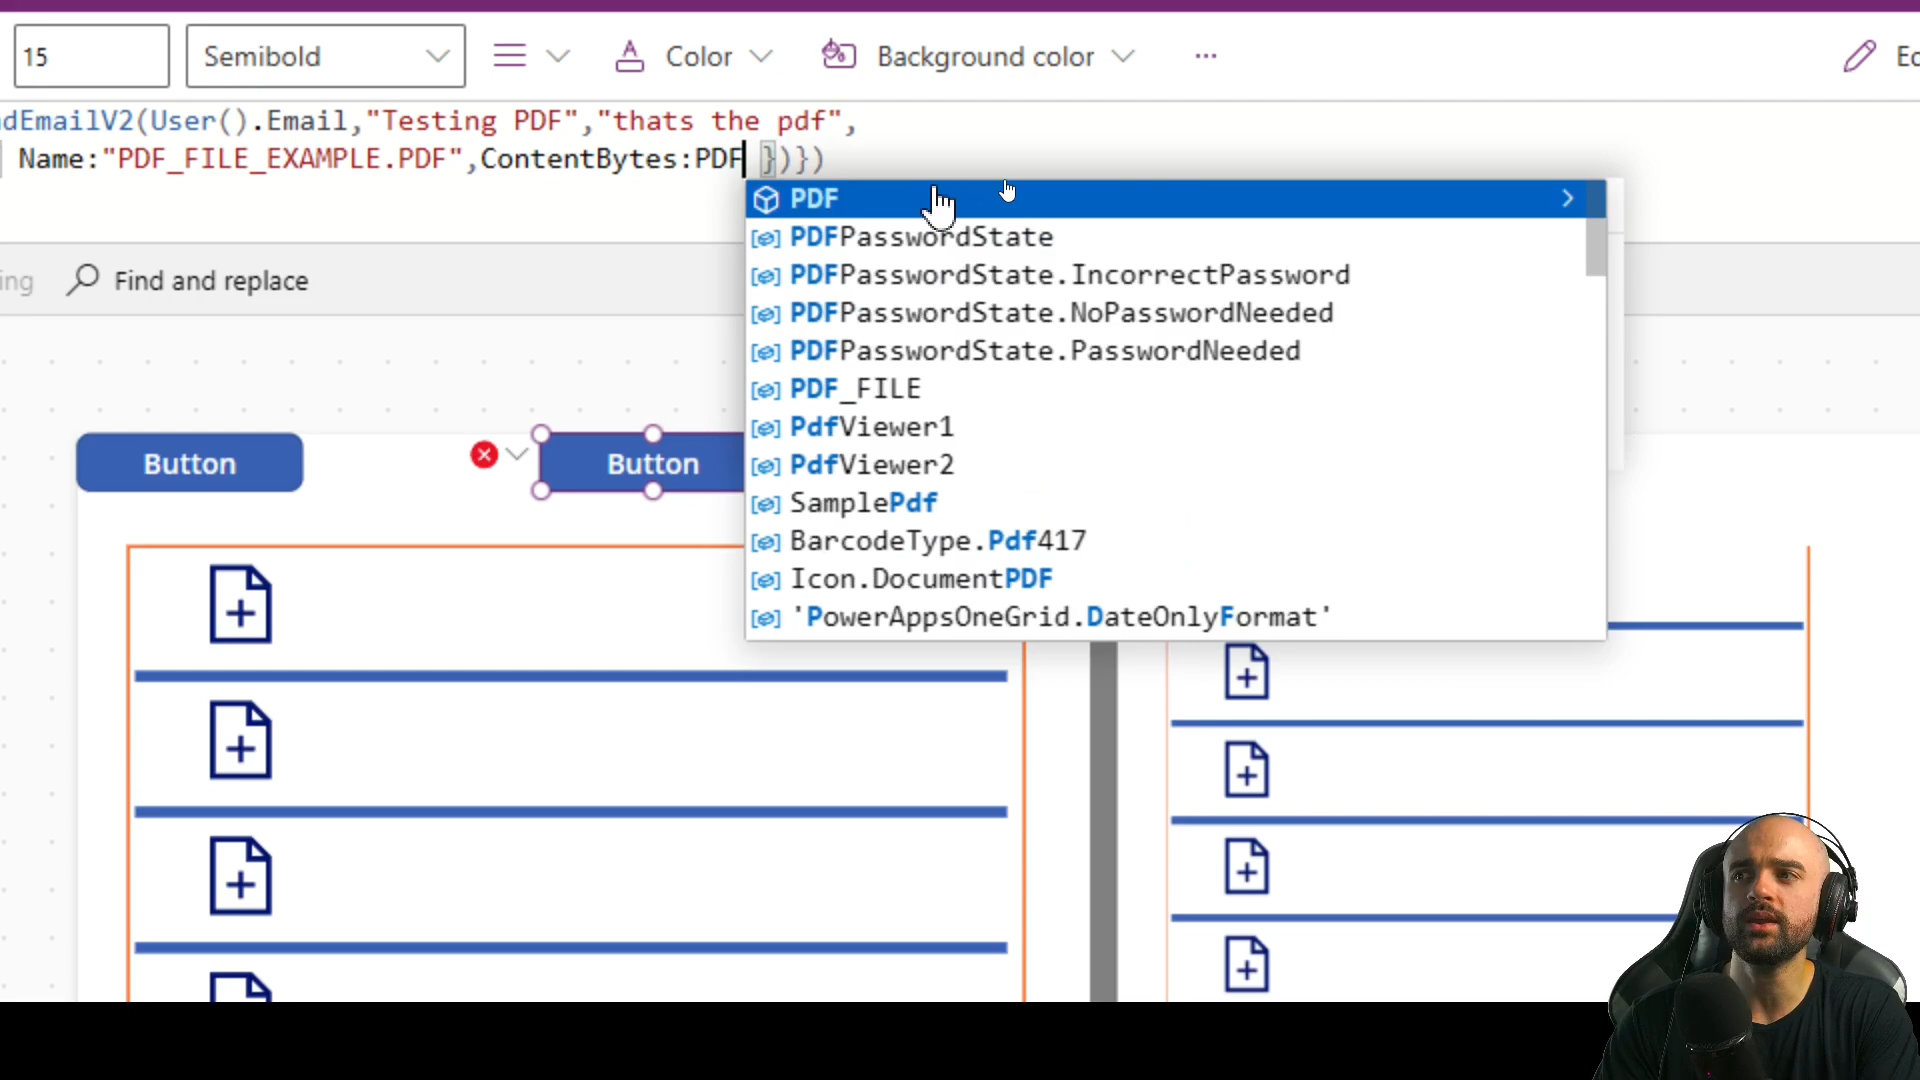 15
Semibold
Color
Background color
...
dEmailV2(User().Email,"Testing PDF","thats the pdf",
Name:"PDF_FILE_EXAMPLE.PDF",ContentBytes:PDF })})
PDF
PDFPasswordState
PDFPasswordState.IncorrectPassword
PDFPasswordState.NoPasswordNeeded
PDFPasswordState.PasswordNeeded
PDF_FILE
PdfViewer1
PdfViewer2
SamplePdf
BarcodeType.Pdf417
Icon.DocumentPDF
'PowerAppsOneGrid.DateOnlyFormat'
ing
Find and replace
Button
Button